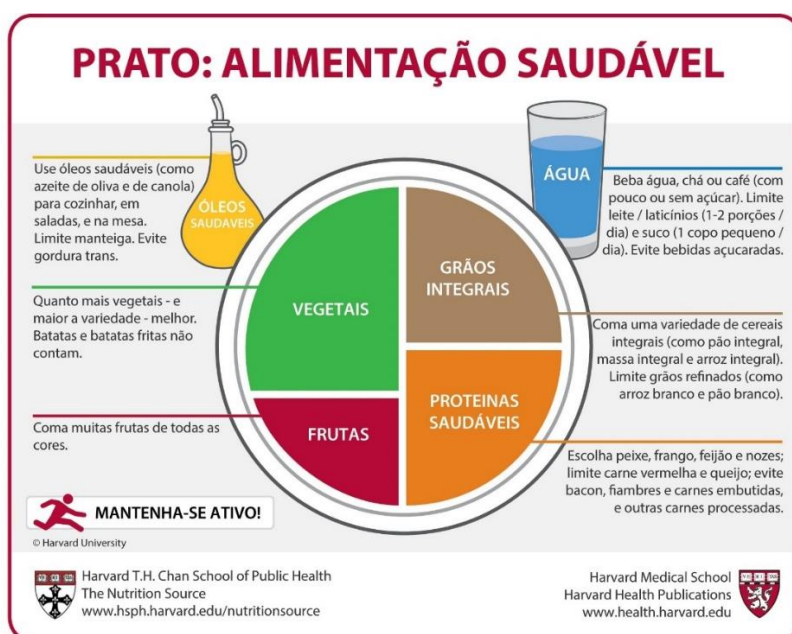 PRATO: ALIMENTAÇÃO SAUDÁVEL
Use óleos saudáveis (como
azeite de oliva e de canola)
para cozinhar, em
saladas, e na mesa.
Limite manteiga. Evite
gordura trans.
ÓLEOS
SAUDAVEIS
ÁGUA
Beba água, chá ou café (com
pouco ou sem açúcar). Limite
leite / laticínios (1-2 porções /
dia) e suco (1 copo pequeno /
dia). Evite bebidas açucaradas.
Quanto mais vegetais - e
maior a variedade - melhor.
Batatas e batatas fritas não
contam.
VEGETAIS
GRÃOS
INTEGRAIS
Coma uma variedade de cereais
integrais (como pão integral,
massa integral e arroz integral).
Limite grãos refinados (como
arroz branco e pão branco).
Coma muitas frutas de todas as
cores.
FRUTAS
PROTEINAS
SAUDÁVEIS
Escolha peixe, frango, feijão e nozes;
limite carne vermelha e queijo; evite
bacon, fiambres e carnes embutidas,
e outras carnes processadas.
MANTENHA-SE ATIVO!
© Harvard University
Harvard T.H. Chan School of Public Health
The Nutrition Source
www.hsph.harvard.edu/nutritionsource
Harvard Medical School
Harvard Health Publications
www.health.harvard.edu